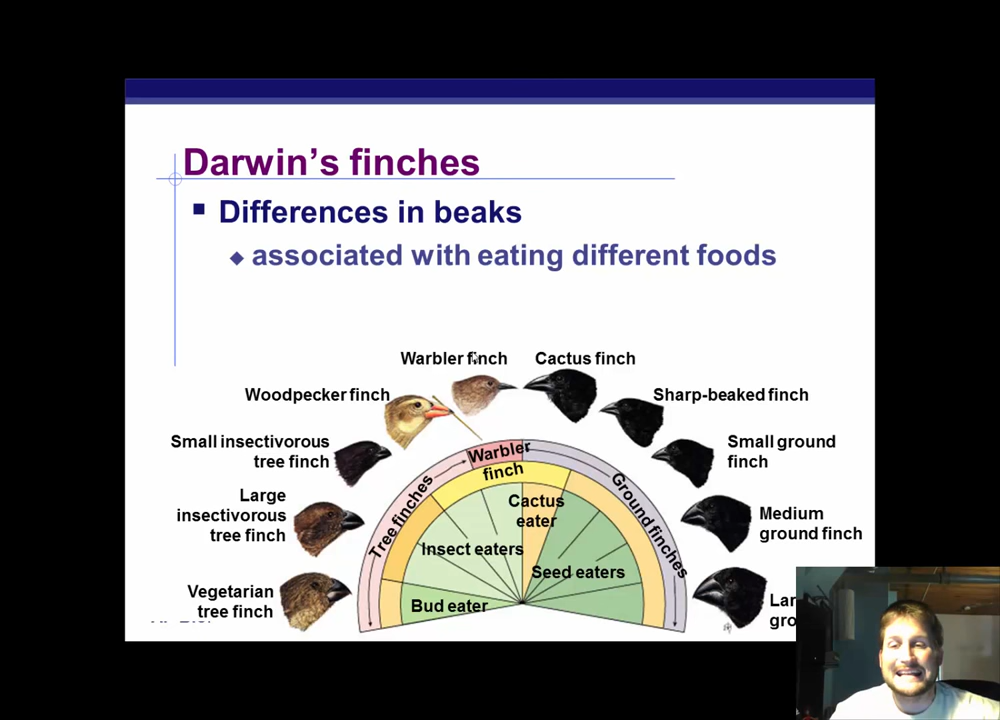 Darwin's finches
Differences in beaks
associated with eating different foods
Warbler finch
Cactus finch
Woodpecker finch
Sharp-beaked finch
Small insectivorous
tree finch
Small ground
finch
Large
insectivorous
tree finch
Medium
ground finch
Vegetarian
tree finch
Warbler
finch
Tree finches
Ground finches
Cactus
eater
Insect eaters
Seed eaters
Bud eater